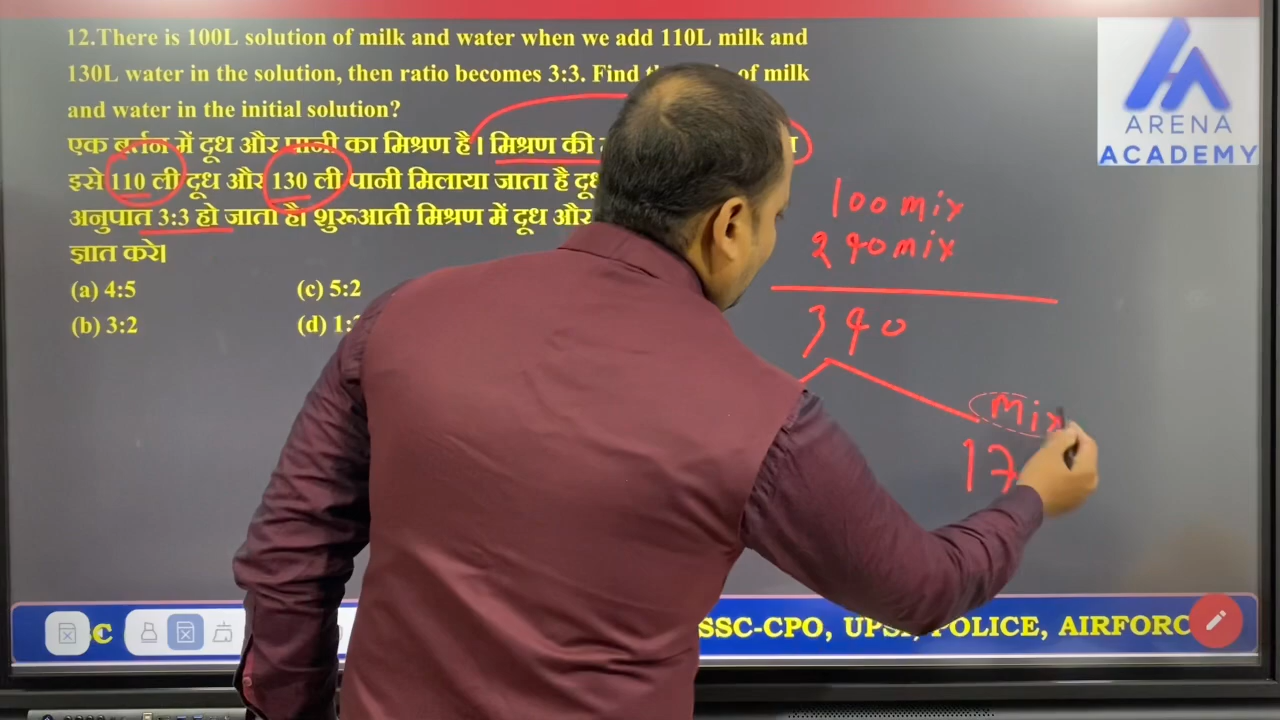 12.There is 100L solution of milk and water when we add 110L milk and
130L water in the solution, then ratio becomes 3:3. Find of milk
and water in the initial solution?
एक बर्तन में दूध और पानी का मिश्रण है। मिश्रण की
इसे 110 ली दूध और 130 ली पानी मिलाया जाता है
अनुपात 3:3 हो जाता है। शुरूआती मिश्रण में दूध और
ज्ञात करे।
(a) 4:5 (c) 5:2
(b) 3:2 (d)
100 mix
240 mix
340
mix
17
ARENA
ACADEMY
SSC-CPO, UPSI, POLICE, AIRFORC